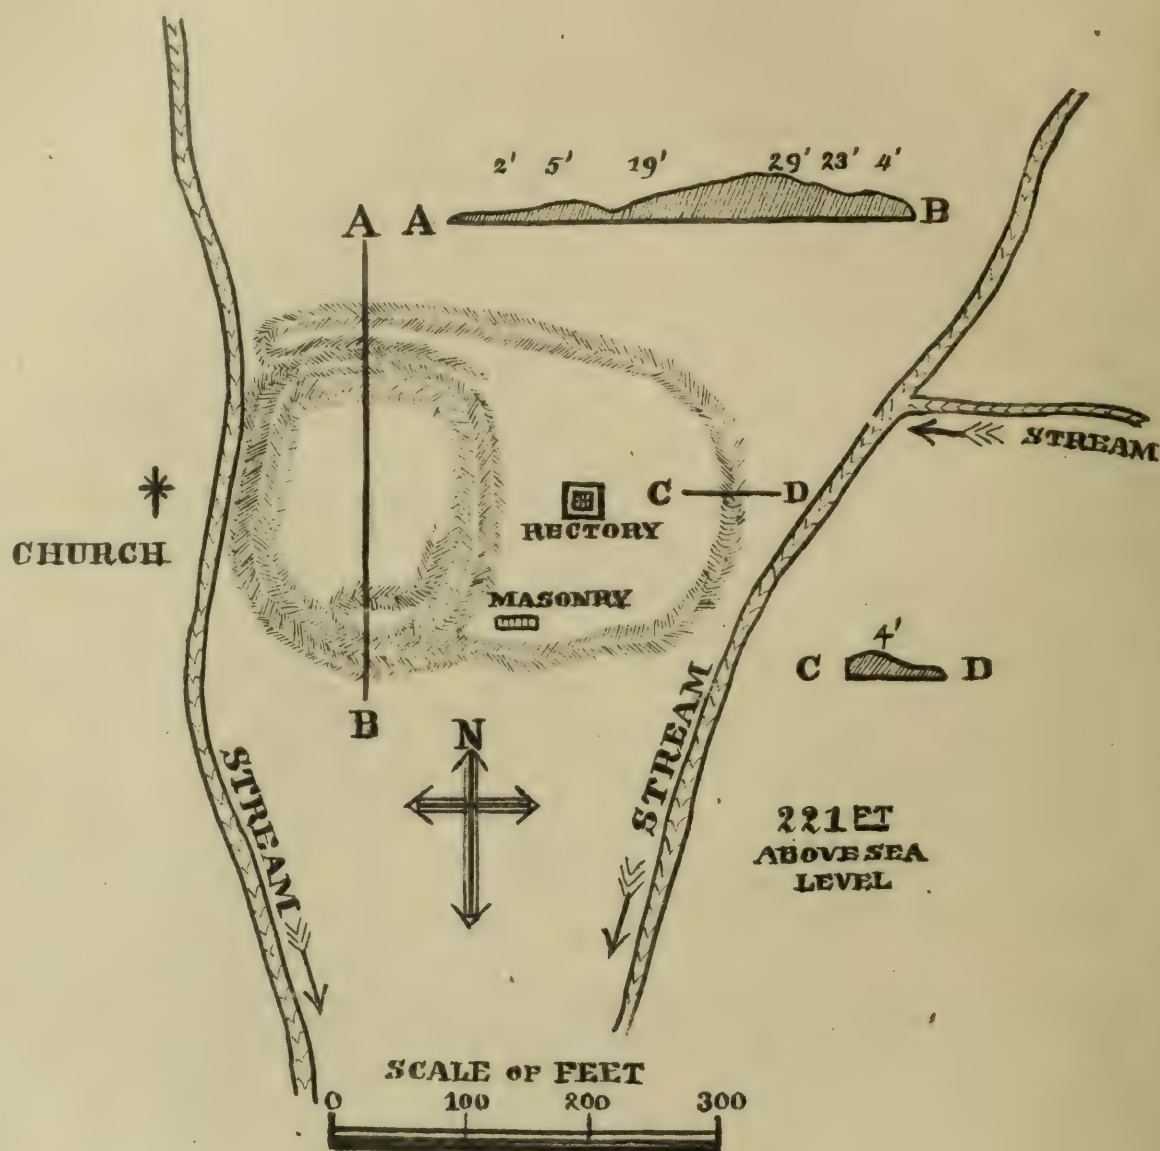 2' 5' 19' 29' 23' 4'
A A B
STREAM
CHURCH
C D
RECTORY
MASONRY
4'
C D
B
N
STREAM
STREAM
221 FT
ABOVE SEA
LEVEL
SCALE OF FEET
0 100 200 300